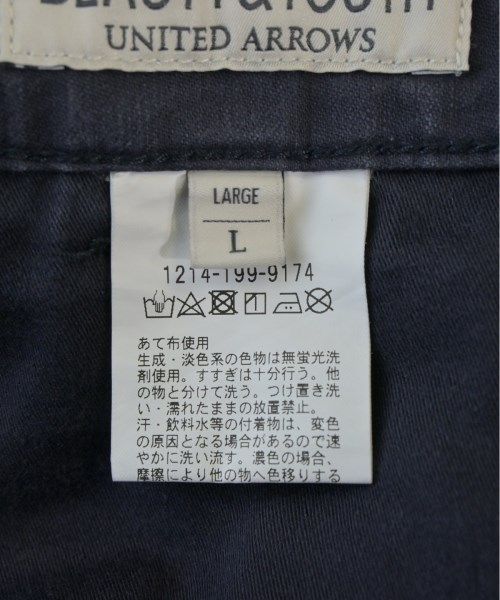 BEAUTY&YOUTH
UNITED ARROWS
LARGE
L
1214-199-9174
あて布使用
生成・淡色系の色物は無蛍光洗
剤使用。すすぎは十分行う。他
の物と分けて洗う。つけ置き洗
い・濡れたままの放置禁止。
汗・飲料水等の付着物は、変色
の原因となる場合があるので速
やかに洗い流す。濃色の場合、
摩擦により他の物へ色移りする